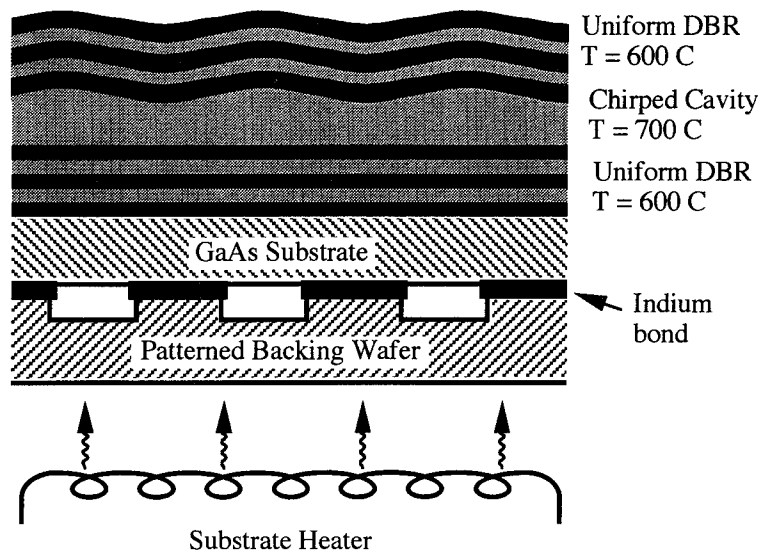 Uniform DBR
T = 600 C
Chirped Cavity
T = 700 C
Uniform DBR
T = 600 C
GaAs Substrate
Indium
bond
Patterned Backing Wafer
Substrate Heater